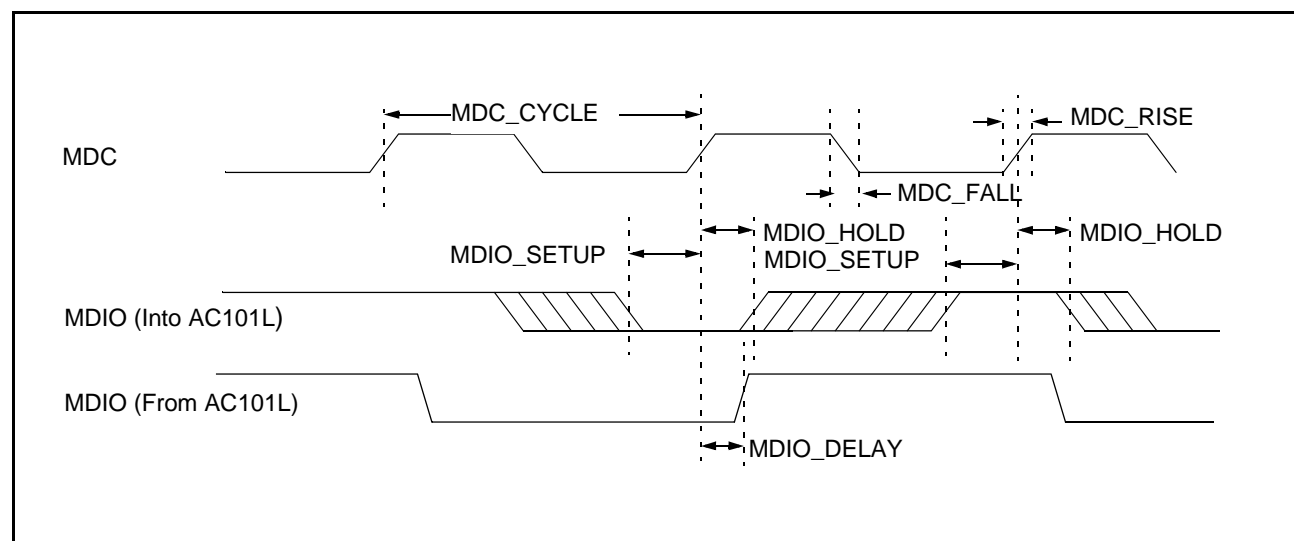 MDC_CYCLE
MDC_RISE
MDC
MDC_FALL
MDIO_HOLD
MDIO_HOLD
MDIO_SETUP
MDIO_SETUP
MDIO (Into AC101L)
MDIO (From AC101L)
MDIO_DELAY